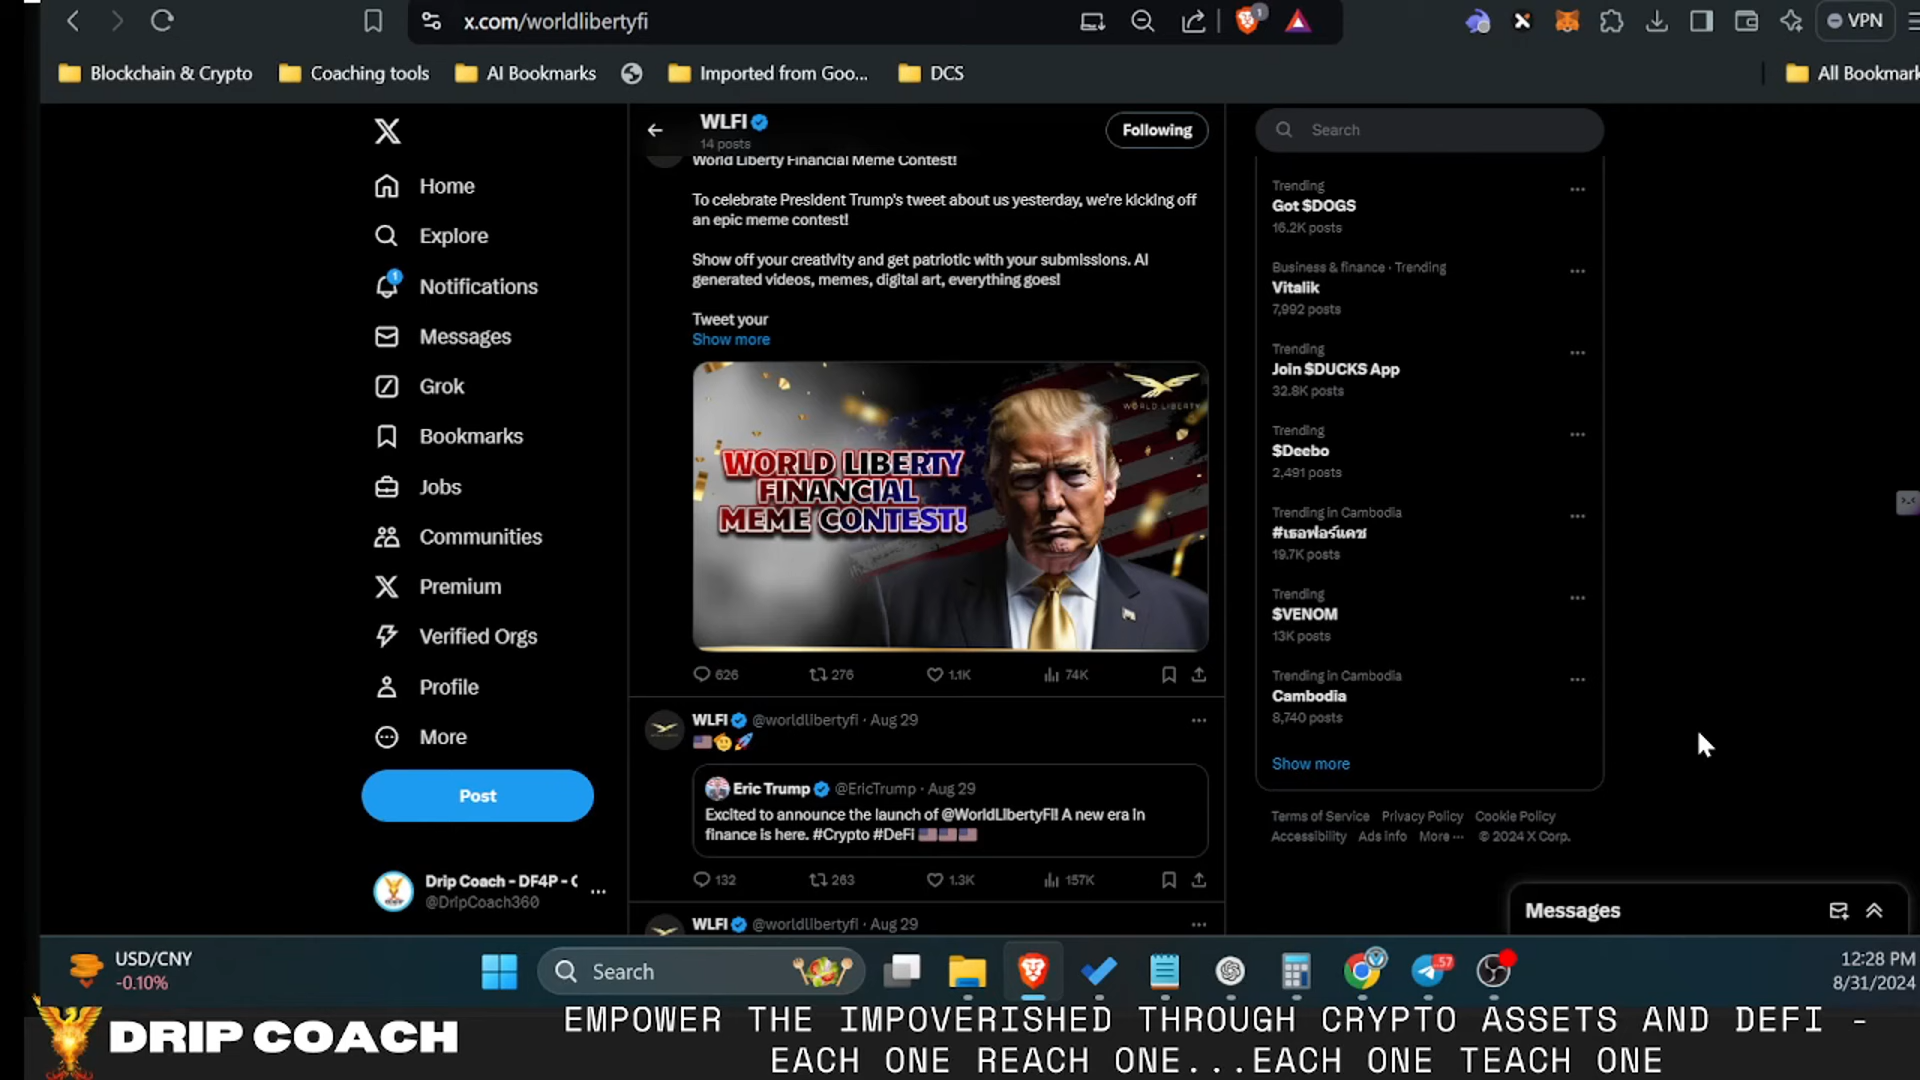 x.com/worldlibertyfi
1
VPN
Blockchain & Crypto
Coaching tools
AI Bookmarks
Imported from Goo...
DCS
All Bookmark
Home
Explore
1
Notifications
Messages
Grok
Bookmarks
Jobs
Communities
Premium
Verified Orgs
Profile
More
Post
Drip Coach - DF4P - C
@DripCoach360
WLFI
14 posts
Following
World Liberty Financial Meme Contest!
To celebrate President Trump's tweet about us yesterday, we're kicking off
an epic meme contest!
Show off your creativity and get patriotic with your submissions. AI
generated videos, memes, digital art, everything goes!
Tweet your
Show more
WORLD LIBERTY
WORLD LIBERTY
FINANCIAL
MEME CONTEST!
626
276
1.1K
74K
WLFI @worldlibertyfi · Aug 29
🇺🇸🫡🚀
Eric Trump @EricTrump · Aug 29
Excited to announce the launch of @WorldLibertyFi! A new era in
finance is here. #Crypto #DeFi 🇺🇸🇺🇸🇺🇸
132
263
1.3K
157K
WLFI @worldlibertyfi · Aug 29
Search
Trending
Got $DOGS
16.2K posts
Business & finance · Trending
Vitalik
7,992 posts
Trending
Join $DUCKS App
32.8K posts
Trending
$Deebo
2,491 posts
Trending in Cambodia
#เธอฟอร์แคช
19.7K posts
Trending
$VENOM
13K posts
Trending in Cambodia
Cambodia
8,740 posts
Show more
Terms of Service Privacy Policy Cookie Policy
Accessibility Ads info More ··· © 2024 X Corp.
Messages
USD/CNY
-0.10%
Search
57
12:28 PM
8/31/2024
DRIP COACH
EMPOWER THE IMPOVERISHED THROUGH CRYPTO ASSETS AND DEFI -
EACH ONE REACH ONE...EACH ONE TEACH ONE